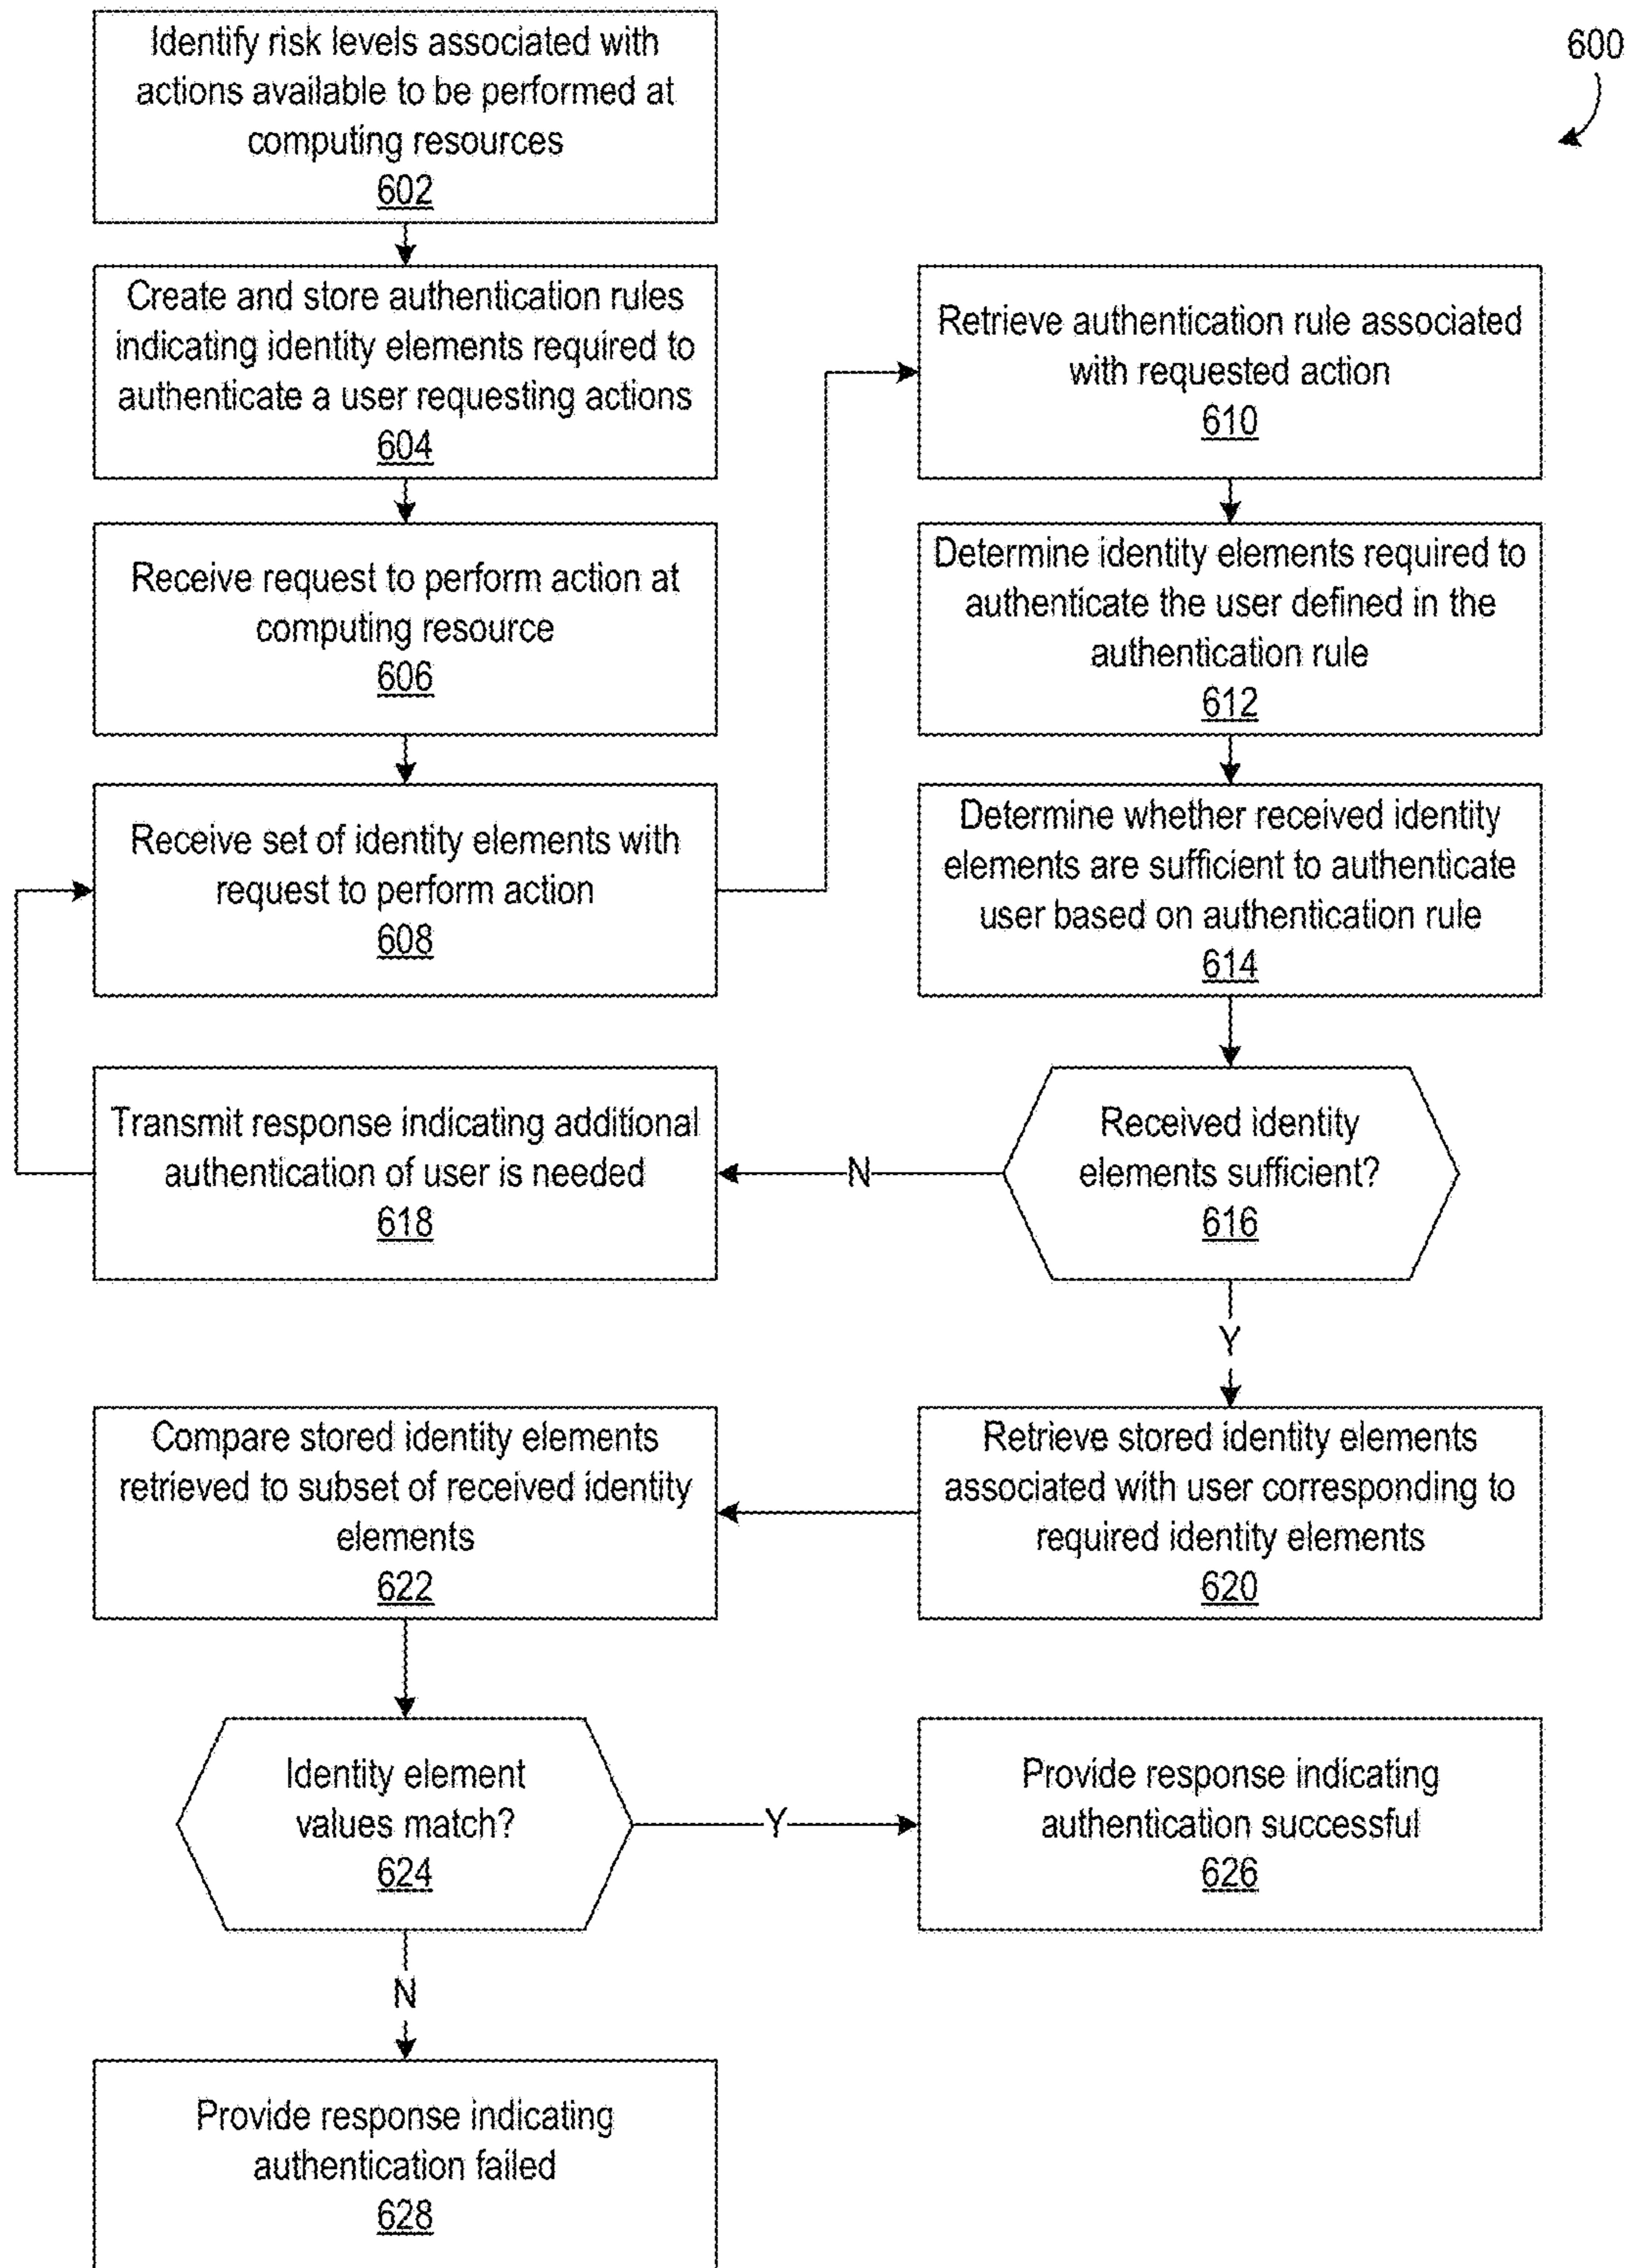 600
Identify risk levels associated with
actions available to be performed at
computing resources
602
Create and store authentication rules
indicating identity elements required to
authenticate a user requesting actions
604
Receive request to perform action at
computing resource
606
Receive set of identity elements with
request to perform action
608
Retrieve authentication rule associated
with requested action
610
Determine identity elements required to
authenticate the user defined in the
authentication rule
612
Determine whether received identity
elements are sufficient to authenticate
user based on authentication rule
614
Received identity
elements sufficient?
616
N
Transmit response indicating additional
authentication of user is needed
618
Y
Retrieve stored identity elements
associated with user corresponding to
required identity elements
620
Compare stored identity elements
retrieved to subset of received identity
elements
622
Identity element
values match?
624
Y
Provide response indicating
authentication successful
626
N
Provide response indicating
authentication failed
628